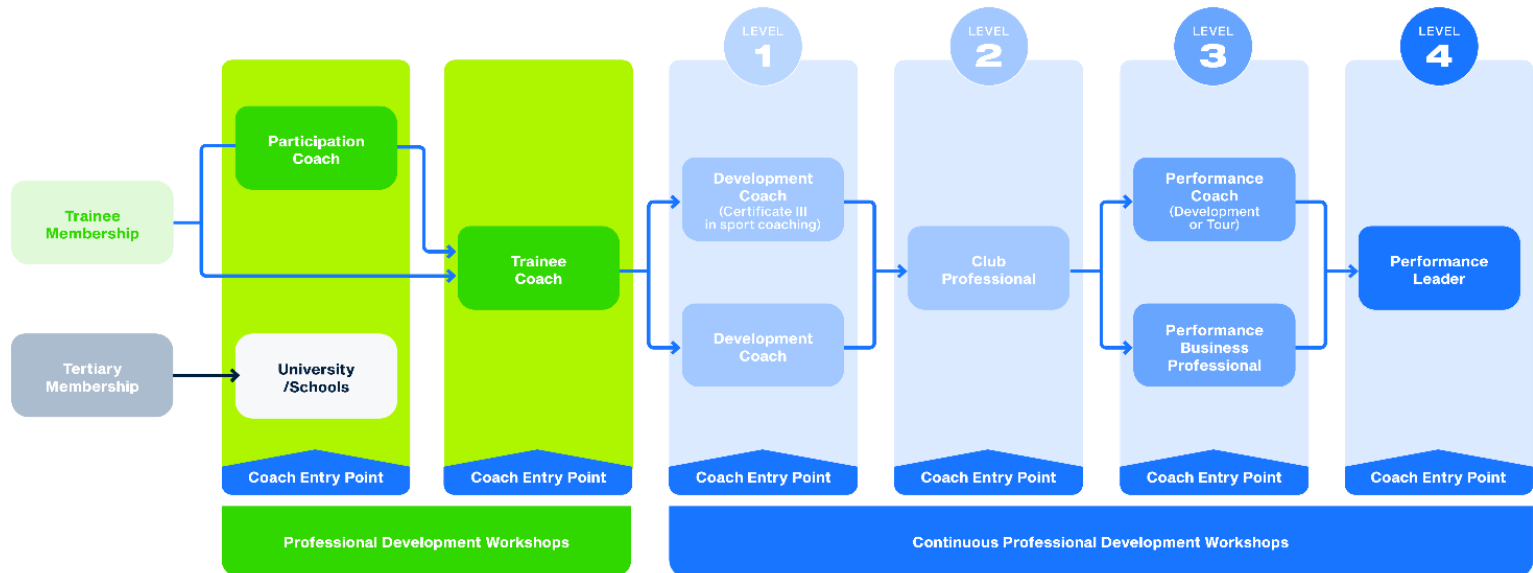 LEVEL
1
LEVEL
2
LEVEL
3
LEVEL
4
Trainee
Membership
Participation
Coach
Trainee
Coach
Development
Coach
(Certificate III
in sport coaching)
Development
Coach
Club
Professional
Performance
Coach
(Development
or Tour)
Performance
Business
Professional
Performance
Leader
Tertiary
Membership
University
/Schools
Coach Entry Point
Coach Entry Point
Coach Entry Point
Coach Entry Point
Coach Entry Point
Coach Entry Point
Professional Development Workshops
Continuous Professional Development Workshops